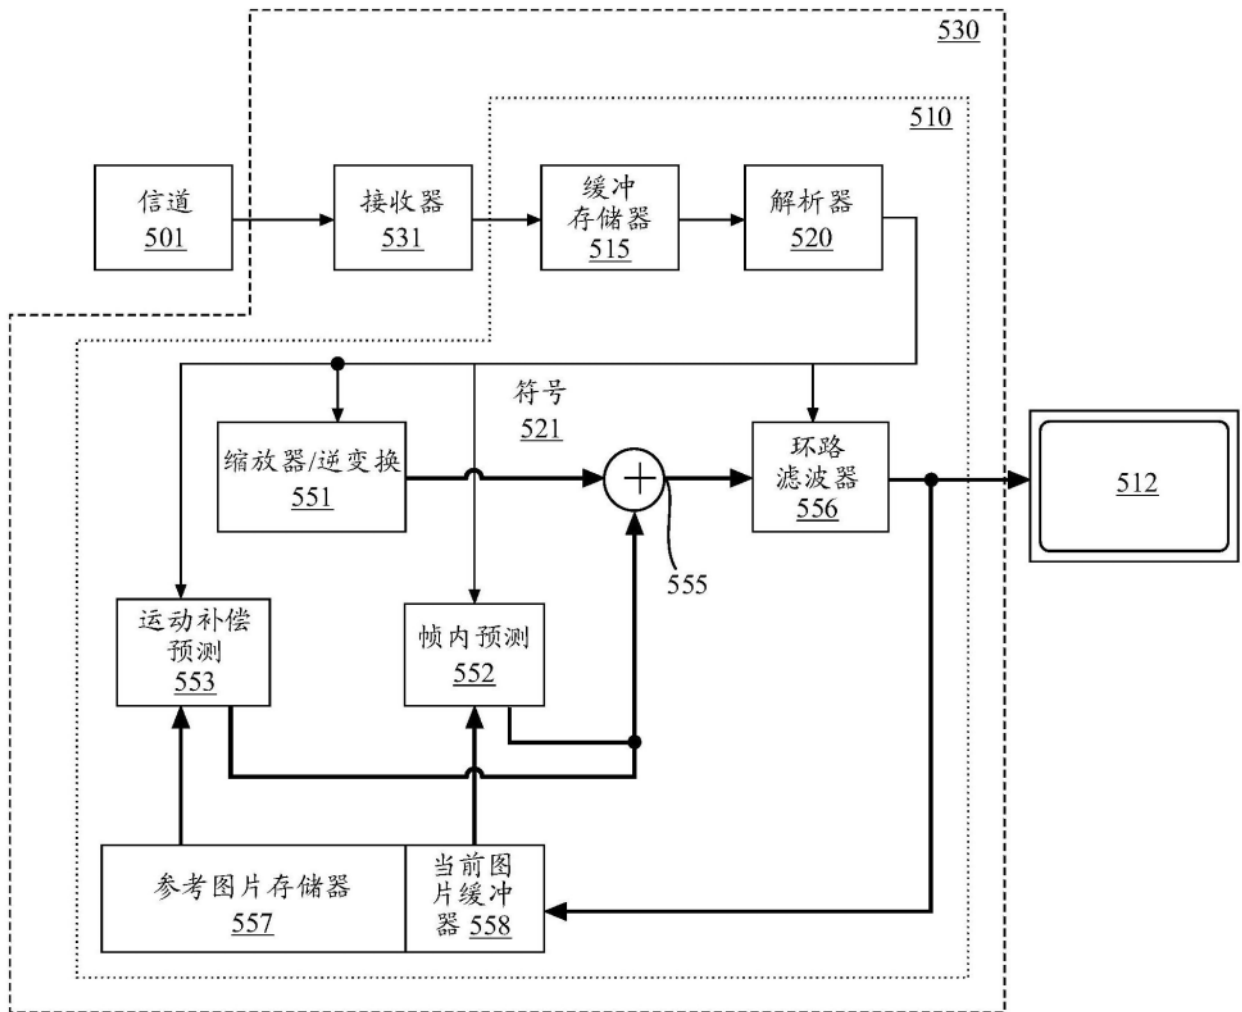 530
510
信道
501
接收器
531
缓冲
存储器
515
解析器
520
符号
521
缩放器/逆变换
551
环路
滤波器
556
512
555
运动补偿
预测
553
帧内预测
552
参考图片存储器
557
当前图
片缓冲
器 558